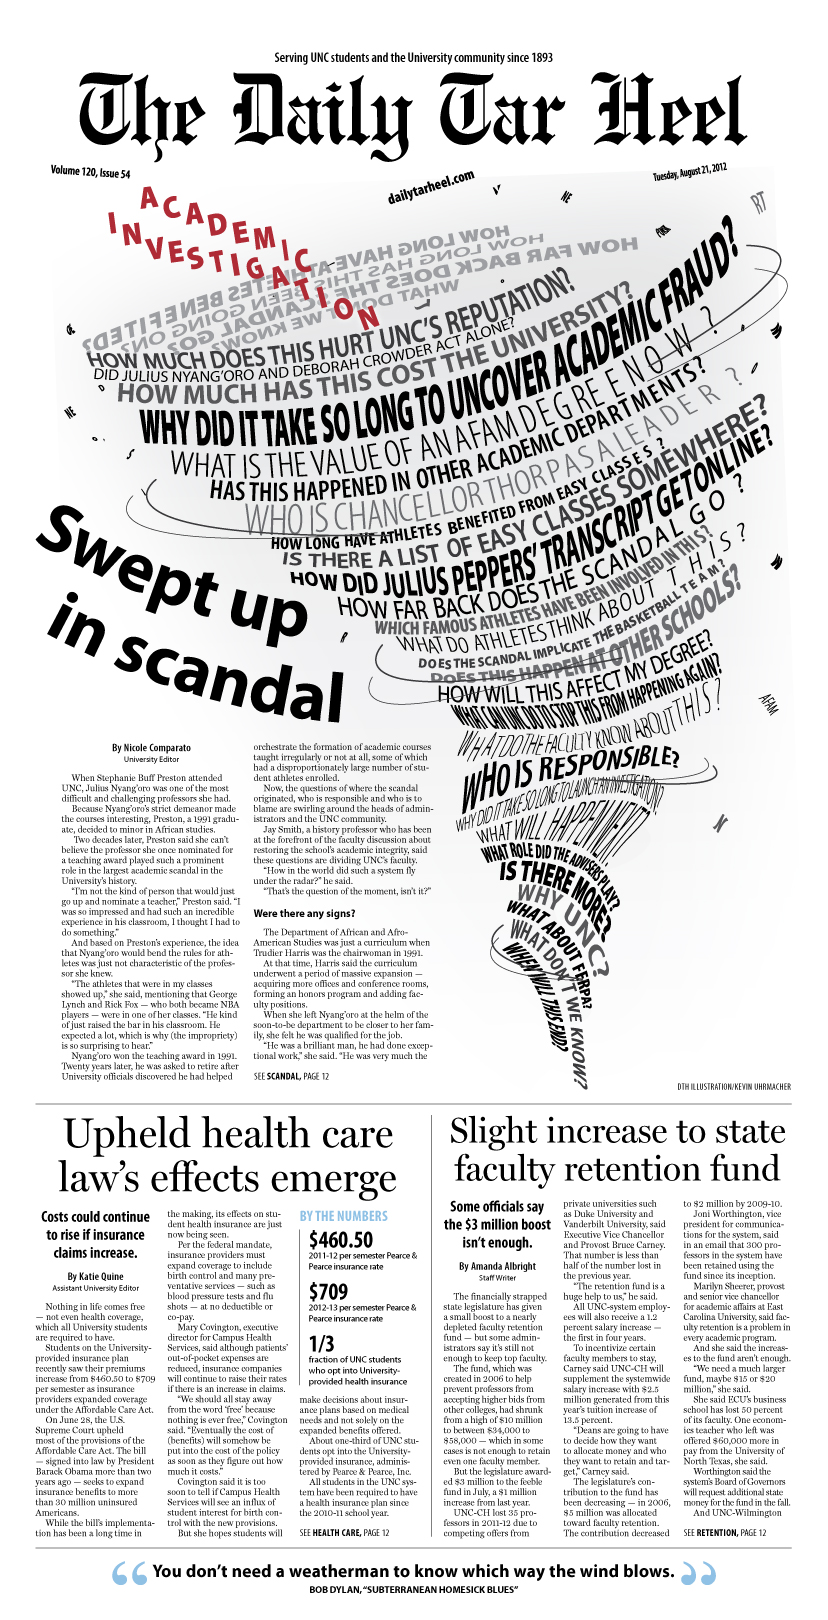 Serving UNC students and the University community since 1893
The Daily Tar Heel
Volume 120, Issue 54
dailytarheel.com
Tuesday, August 21, 2012
ACADEMIC
INVESTIGATION
V
NE
RT
HOW LONG HAVE ATHLETES BENEFITED?
HOW LONG HAS THIS BEEN GOING ON?
HOW FAR BACK DOES THE SCANDAL GO?
WHAT DON'T WE KNOW?
HOW MUCH DOES THIS HURT UNC'S REPUTATION?
DID JULIUS NYANG'ORO AND DEBORAH CROWDER ACT ALONE?
HOW MUCH HAS THIS COST THE UNIVERSITY?
WHY DID IT TAKE SO LONG TO UNCOVER ACADEMIC FRAUD?
NE
WHAT IS THE VALUE OF AN AFAM DEGREE NOW?
HAS THIS HAPPENED IN OTHER ACADEMIC DEPARTMENTS?
WHO IS CHANCELLOR THORP AS A LEADER?
HOW LONG HAVE ATHLETES BENEFITED FROM EASY CLASSES?
IS THERE A LIST OF EASY CLASSES SOMEWHERE?
HOW DID JULIUS PEPPERS' TRANSCRIPT GET ONLINE?
HOW FAR BACK DOES THE SCANDAL GO?
WHICH FAMOUS ATHLETES HAVE BEEN INVOLVED IN THIS?
WHAT DO ATHLETES THINK ABOUT THIS?
DOES THE SCANDAL IMPLICATE THE BASKETBALL TEAM?
DOES THIS HAPPEN AT OTHER SCHOOLS?
HOW WILL THIS AFFECT MY DEGREE?
WHAT CAN UNC DO TO STOP THIS FROM HAPPENING AGAIN?
AFAM
WHAT DO THE FACULTY KNOW ABOUT THIS?
WHO IS RESPONSIBLE?
WHY DID IT TAKE SO LONG TO LAUNCH AN INVESTIGATION?
WHAT WILL HAPPEN NEXT?
N
WHAT ROLE DID THE ADVISERS PLAY?
IS THERE MORE?
WHY UNC?
WHAT ABOUT FERPA?
WHAT DON'T WE KNOW?
WHEN WILL THIS END?
Swept up
in scandal
By Nicole Comparato
University Editor
When Stephanie Buff Preston attended
UNC, Julius Nyang'oro was one of the most
difficult and challenging professors she had.
Because Nyang'oro's strict demeanor made
the courses interesting, Preston, a 1991 gradu-
ate, decided to minor in African studies.
Two decades later, Preston said she can't
believe the professor she once nominated for
a teaching award played such a prominent
role in the largest academic scandal in the
University's history.
"I'm not the kind of person that would just
go up and nominate a teacher," Preston said. "I
was so impressed and had such an incredible
experience in his classroom, I thought I had to
do something."
And based on Preston's experience, the idea
that Nyang'oro would bend the rules for ath-
letes was just not characteristic of the profes-
sor she knew.
"The athletes that were in my classes
showed up," she said, mentioning that George
Lynch and Rick Fox — who both became NBA
players — were in one of her classes. "He kind
of just raised the bar in his classroom. He
expected a lot, which is why (the impropriety)
is so surprising to hear."
Nyang'oro won the teaching award in 1991.
Twenty years later, he was asked to retire after
University officials discovered he had helped
orchestrate the formation of academic courses
taught irregularly or not at all, some of which
had a disproportionately large number of stu-
dent athletes enrolled.
Now, the questions of where the scandal
originated, who is responsible and who is to
blame are swirling around the heads of admin-
istrators and the UNC community.
Jay Smith, a history professor who has been
at the forefront of the faculty discussion about
restoring the school's academic integrity, said
these questions are dividing UNC's faculty.
"How in the world did such a system fly
under the radar?" he said.
"That's the question of the moment, isn't it?"
Were there any signs?
The Department of African and Afro-
American Studies was just a curriculum when
Trudier Harris was the chairwoman in 1991.
At that time, Harris said the curriculum
underwent a period of massive expansion —
acquiring more offices and conference rooms,
forming an honors program and adding fac-
ulty positions.
When she left Nyang'oro at the helm of the
soon-to-be department to be closer to her fam-
ily, she felt he was qualified for the job.
"He was a brilliant man, he had done excep-
tional work," she said. "He was very much the
SEE SCANDAL, PAGE 12
DTH ILLUSTRATION/KEVIN UHRMACHER
Upheld health care
law's effects emerge
Costs could continue
to rise if insurance
claims increase.
By Katie Quine
Assistant University Editor
Nothing in life comes free
— not even health coverage,
which all University students
are required to have.
Students on the University-
provided insurance plan
recently saw their premiums
increase from $460.50 to $709
per semester as insurance
providers expanded coverage
under the Affordable Care Act.
On June 28, the U.S.
Supreme Court upheld
most of the provisions of the
Affordable Care Act. The bill
— signed into law by President
Barack Obama more than two
years ago — seeks to expand
insurance benefits to more
than 30 million uninsured
Americans.
While the bill's implementa-
tion has been a long time in
the making, its effects on stu-
dent health insurance are just
now being seen.
Per the federal mandate,
insurance providers must
expand coverage to include
birth control and many pre-
ventative services — such as
blood pressure tests and flu
shots — at no deductible or
co-pay.
Mary Covington, executive
director for Campus Health
Services, said although patients'
out-of-pocket expenses are
reduced, insurance companies
will continue to raise their rates
if there is an increase in claims.
"We should all stay away
from the word 'free' because
nothing is ever free," Covington
said. "Eventually the cost of
(benefits) will somehow be
put into the cost of the policy
as soon as they figure out how
much it costs."
Covington said it is too
soon to tell if Campus Health
Services will see an influx of
student interest for birth con-
trol with the new provisions.
But she hopes students will
BY THE NUMBERS
$460.50
2011-12 per semester Pearce &
Pearce insurance rate
$709
2012-13 per semester Pearce &
Pearce insurance rate
1/3
fraction of UNC students
who opt into University-
provided health insurance
make decisions about insur-
ance plans based on medical
needs and not solely on the
expanded benefits offered.
About one-third of UNC stu-
dents opt into the University-
provided insurance, adminis-
tered by Pearce & Pearce, Inc.
All students in the UNC sys-
tem have been required to have
a health insurance plan since
the 2010-11 school year.
SEE HEALTH CARE, PAGE 12
Slight increase to state
faculty retention fund
Some officials say
the $3 million boost
isn't enough.
By Amanda Albright
Staff Writer
The financially strapped
state legislature has given
a small boost to a nearly
depleted faculty retention
fund — but some admin-
istrators say it's still not
enough to keep top faculty.
The fund, which was
created in 2006 to help
prevent professors from
accepting higher bids from
other colleges, had shrunk
from a high of $10 million
to between $34,000 to
$58,000 — which in some
cases is not enough to retain
even one faculty member.
But the legislature award-
ed $3 million to the feeble
fund in July, a $1 million
increase from last year.
UNC-CH lost 35 pro-
fessors in 2011-12 due to
competing offers from
private universities such
as Duke University and
Vanderbilt University, said
Executive Vice Chancellor
and Provost Bruce Carney.
That number is less than
half of the number lost in
the previous year.
"The retention fund is a
huge help to us," he said.
All UNC-system employ-
ees will also receive a 1.2
percent salary increase —
the first in four years.
To incentivize certain
faculty members to stay,
Carney said UNC-CH will
supplement the systemwide
salary increase with $2.5
million generated from this
year's tuition increase of
13.5 percent.
"Deans are going to have
to decide how they want
to allocate money and who
they want to retain and tar-
get," Carney said.
The legislature's con-
tribution to the fund has
been decreasing — in 2006,
$5 million was allocated
toward faculty retention.
The contribution decreased
to $2 million by 2009-10.
Joni Worthington, vice
president for communica-
tions for the system, said
in an email that 300 pro-
fessors in the system have
been retained using the
fund since its inception.
Marilyn Sheerer, provost
and senior vice chancellor
for academic affairs at East
Carolina University, said fac-
ulty retention is a problem in
every academic program.
And she said the increas-
es to the fund aren't enough.
"We need a much larger
fund, maybe $15 or $20
million," she said.
She said ECU's business
school has lost 50 percent
of its faculty. One econom-
ics teacher who left was
offered $60,000 more in
pay from the University of
North Texas, she said.
Worthington said the
system's Board of Governors
will request additional state
money for the fund in the fall.
And UNC-Wilmington
SEE RETENTION, PAGE 12
"You don't need a weatherman to know which way the wind blows."
BOB DYLAN, "SUBTERRANEAN HOMESICK BLUES"